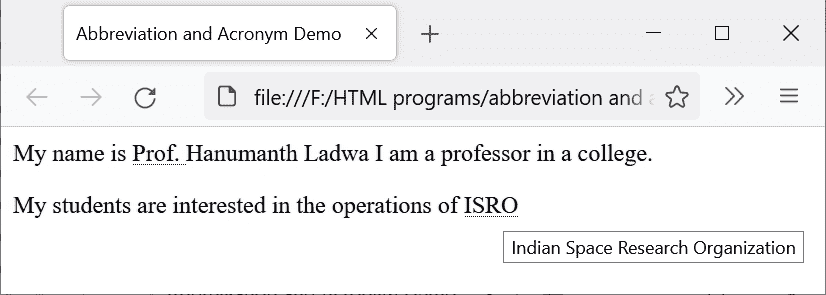 Abbreviation and Acronym Demo
file:///F:/HTML programs/abbreviation and
My name is Prof. Hanumanth Ladwa I am a professor in a college.
My students are interested in the operations of ISRO
Indian Space Research Organization